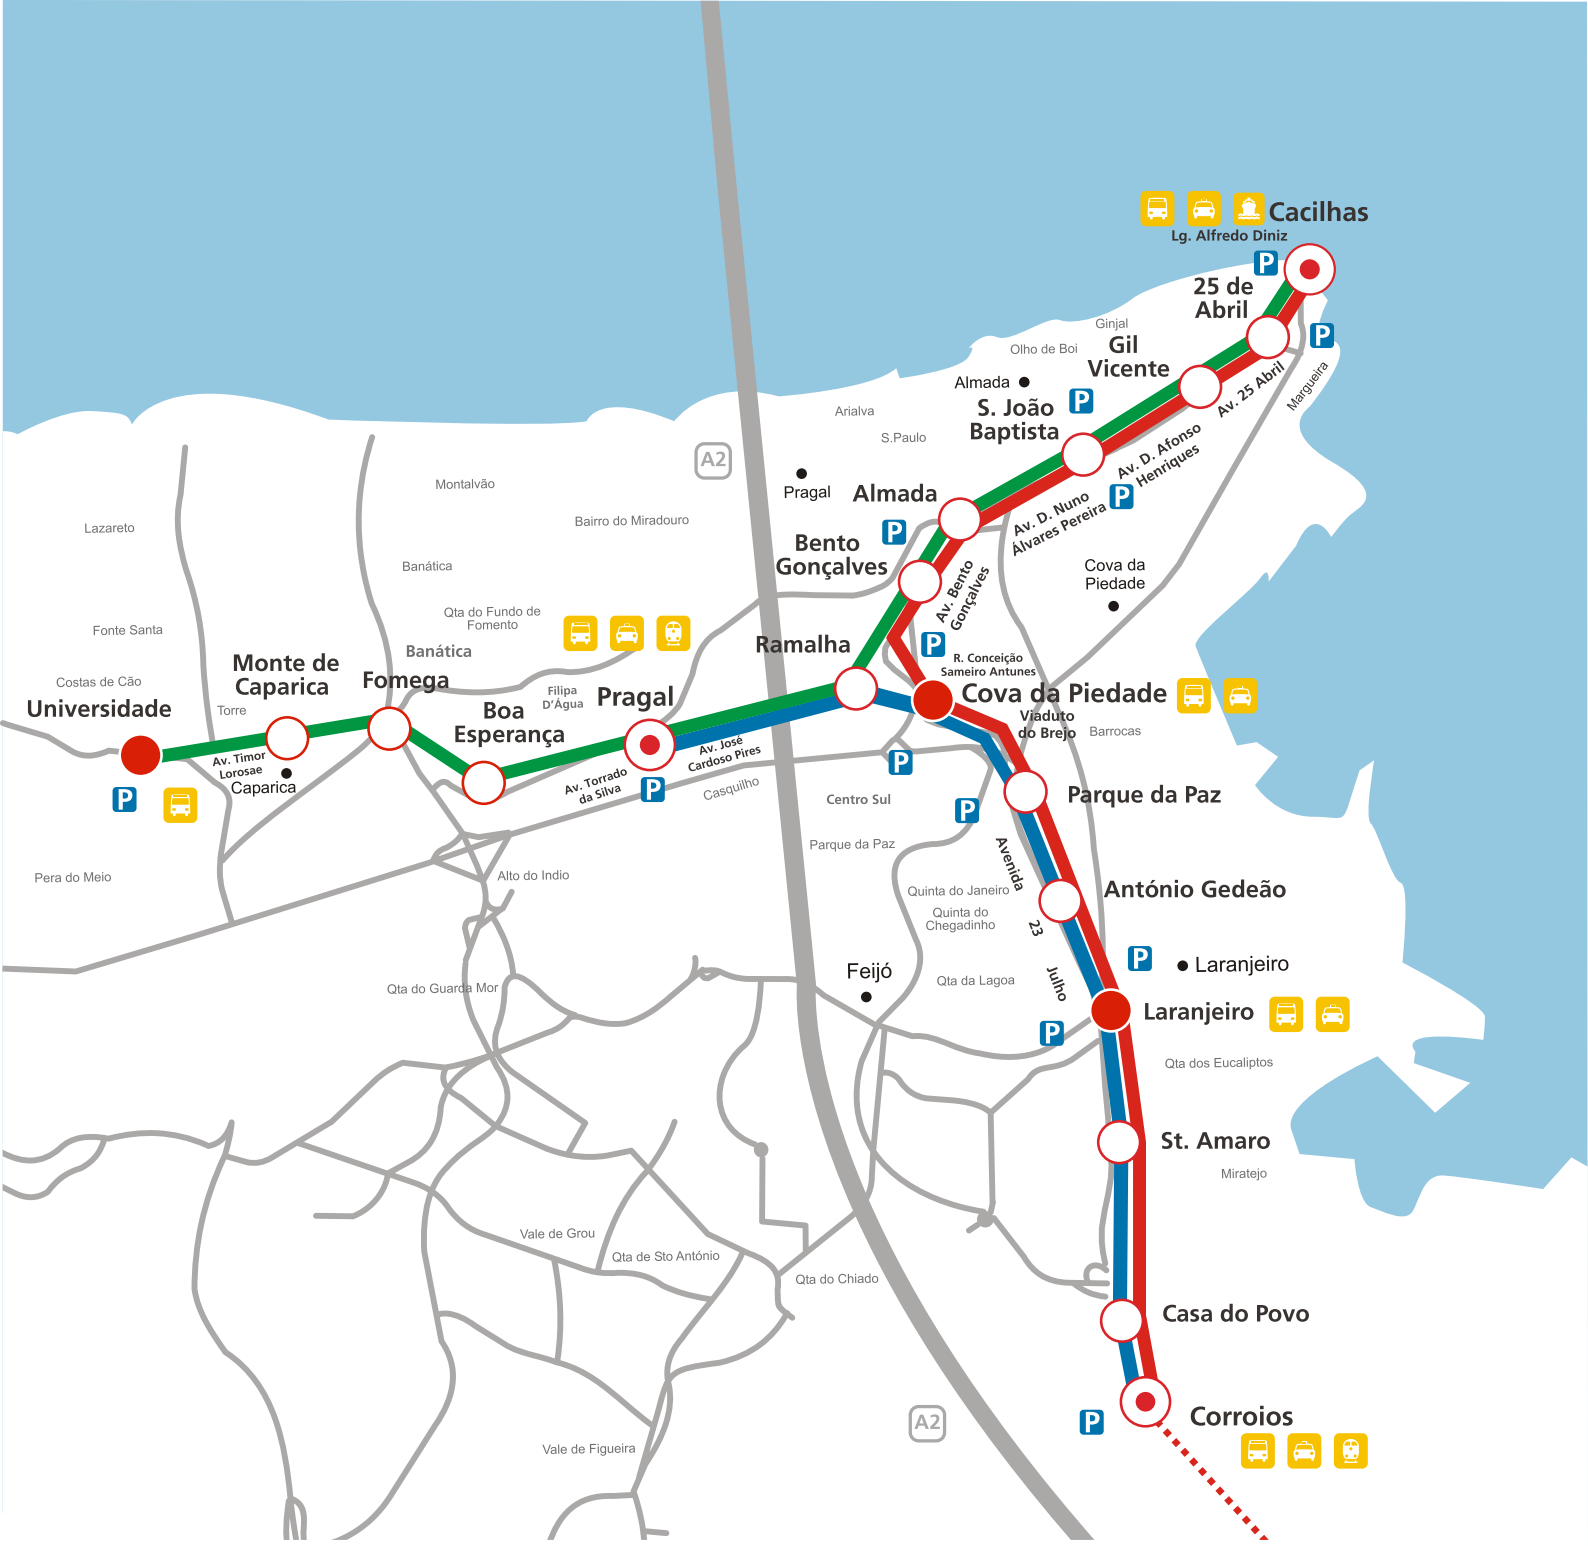 Cacilhas
Lg. Alfredo Diniz
P
25 de
Abril
P
Ginjal
Gil
Vicente
Olho de Boi
Margueira
Av. 25 Abril
Almada
P
S. João
Baptista
Arialva
S.Paulo
Av. D. Afonso
Henriques
A2
Pragal
Almada
P
Av. D. Nuno
Álvares Pereira
P
Montalvão
Bairro do Miradouro
Lazareto
Bento
Gonçalves
Av. Bento
Gonçalves
Cova da
Piedade
Banática
Qta do Fundo de
Fomento
Fonte Santa
Banática
Ramalha
P
R. Conceição
Sameiro Antunes
Monte de
Caparica
Fomega
Costas de Cão
Universidade
Torre
Filipa
D'Água
Pragal
Boa
Esperança
Cova da Piedade
Viaduto
do Brejo
Barrocas
Av. Timor
Lorosae
Caparica
P
Av. Torrado
da Silva
P
Av. José
Cardoso Pires
Casquilho
P
Centro Sul
P
Parque da Paz
Parque da Paz
Pera do Meio
Alto do Indio
Avenida
23
Julho
Quinta do Janeiro
Quinta do
Chegadinho
António Gedeão
P
Laranjeiro
Feijó
Qta da Lagoa
Qta do Guarda Mor
Laranjeiro
P
Qta dos Eucaliptos
St. Amaro
Miratejo
Vale de Grou
Qta de Sto António
Qta do Chiado
Casa do Povo
A2
P
Corroios
Vale de Figueira